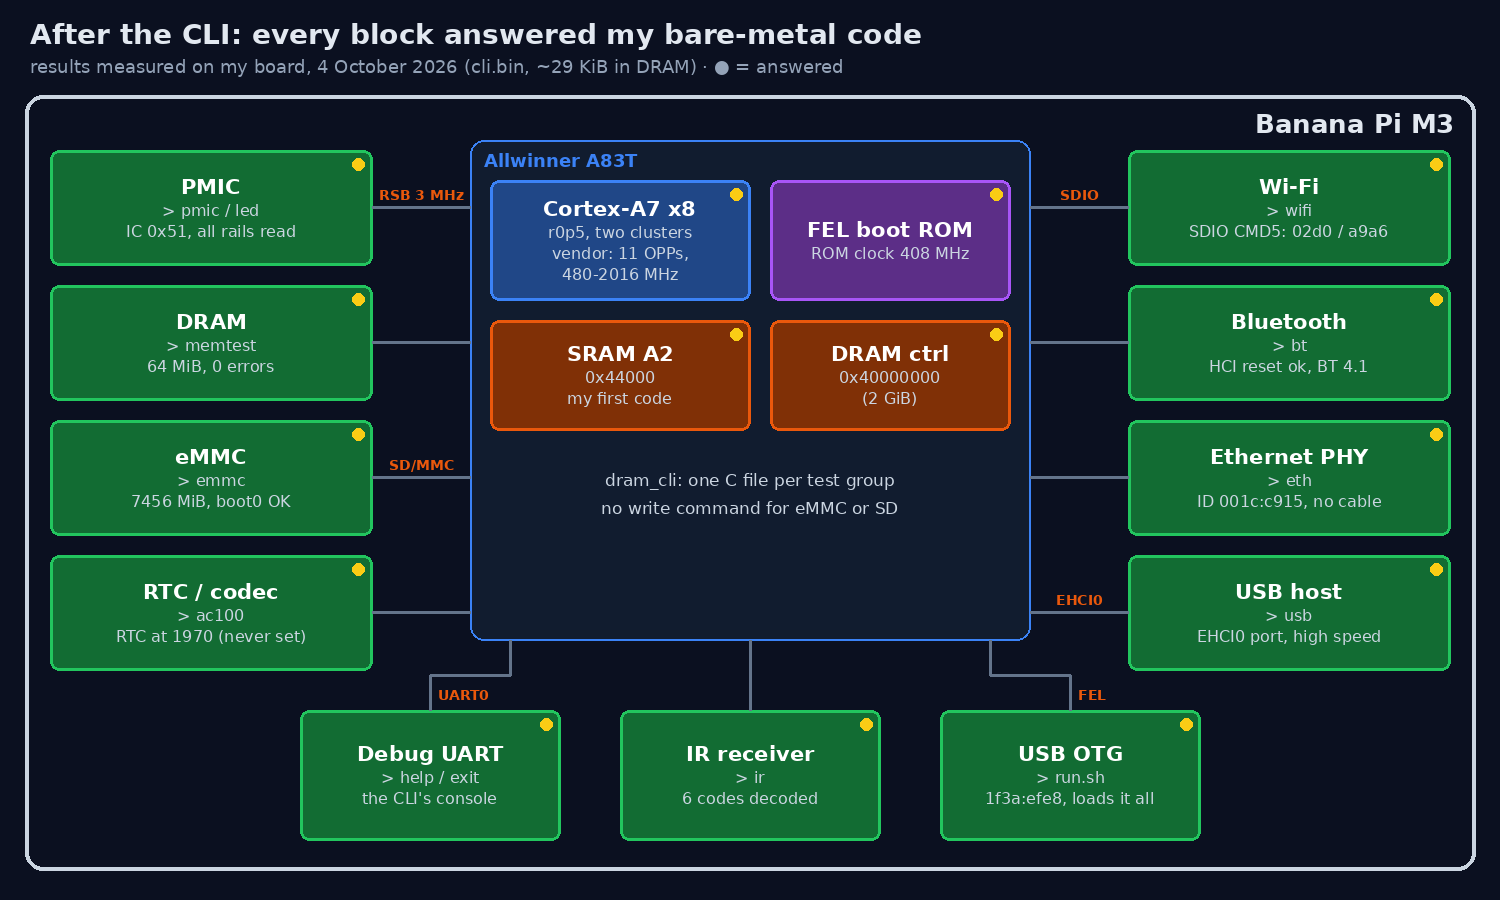 After the CLI: every block answered my bare-metal code
results measured on my board, 4 October 2026 (cli.bin, ~29 KiB in DRAM) · ● = answered
Banana Pi M3
PMIC
> pmic / led
IC 0x51, all rails read
RSB 3 MHz
DRAM
> memtest
64 MiB, 0 errors
eMMC
> emmc
7456 MiB, boot0 OK
SD/MMC
RTC / codec
> ac100
RTC at 1970 (never set)
Allwinner A83T
Cortex-A7 x8
r0p5, two clusters
vendor: 11 OPPs,
480-2016 MHz
FEL boot ROM
ROM clock 408 MHz
SRAM A2
0x44000
my first code
DRAM ctrl
0x40000000
(2 GiB)
dram_cli: one C file per test group
no write command for eMMC or SD
SDIO
Wi-Fi
> wifi
SDIO CMD5: 02d0 / a9a6
Bluetooth
> bt
HCI reset ok, BT 4.1
Ethernet PHY
> eth
ID 001c:c915, no cable
EHCI0
USB host
> usb
EHCI0 port, high speed
UART0
Debug UART
> help / exit
the CLI's console
IR receiver
> ir
6 codes decoded
FEL
USB OTG
> run.sh
1f3a:efe8, loads it all